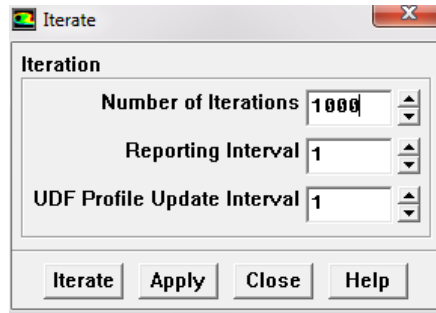 Iterate
Iteration
Number of Iterations 1000
Reporting Interval 1
UDF Profile Update Interval 1
Iterate Apply Close Help